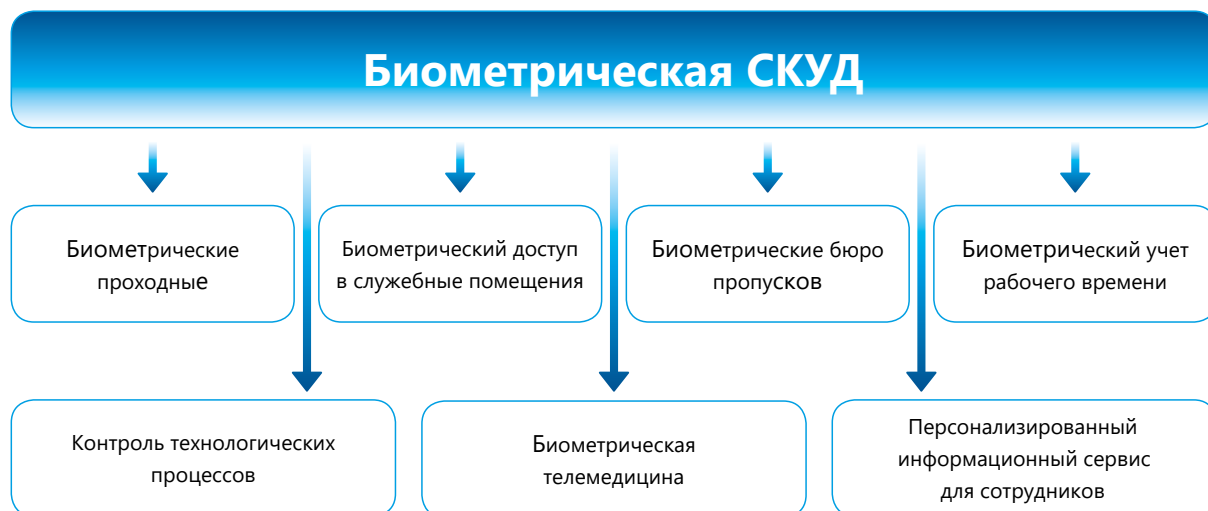 Биометрическая СКУД
Биометрические
проходные
Биометрический доступ
в служебные помещения
Биометрические бюро
пропусков
Биометрический учет
рабочего времени
Контроль технологических
процессов
Биометрическая
телемедицина
Персонализированный
информационный сервис
для сотрудников